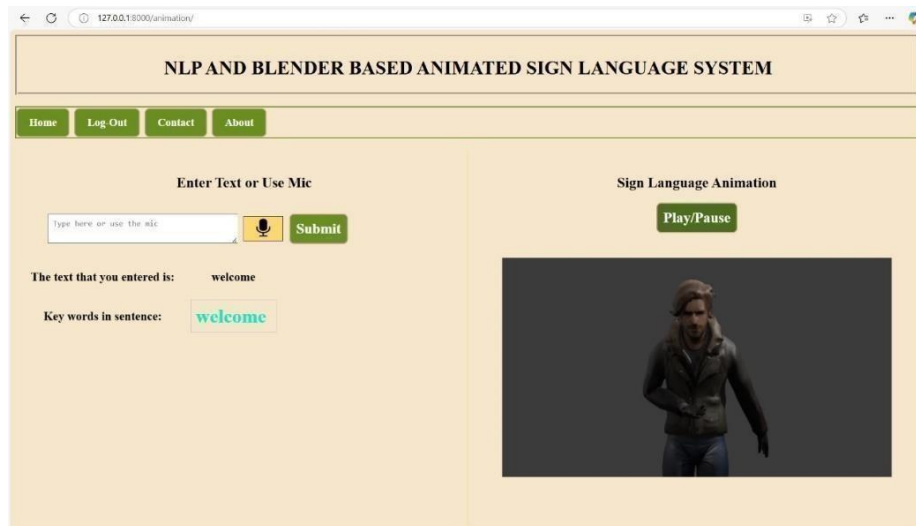 127.0.0.1:8000/animation/
NLP AND BLENDER BASED ANIMATED SIGN LANGUAGE SYSTEM
Home Log-Out Contact About
Enter Text or Use Mic
Type here or use the mic
Submit
The text that you entered is: welcome
Key words in sentence: welcome
Sign Language Animation
Play/Pause